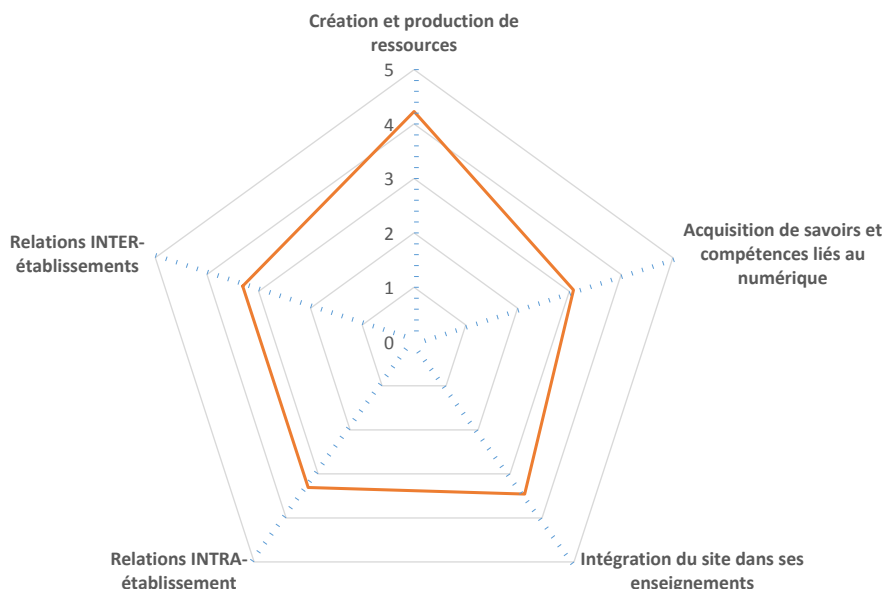 Création et production de
ressources
5
4
3
2
1
0
Acquisition de savoirs et
compétences liés au
numérique
Intégration du site dans ses
enseignements
Relations INTRA-
établissement
Relations INTER-
établissements